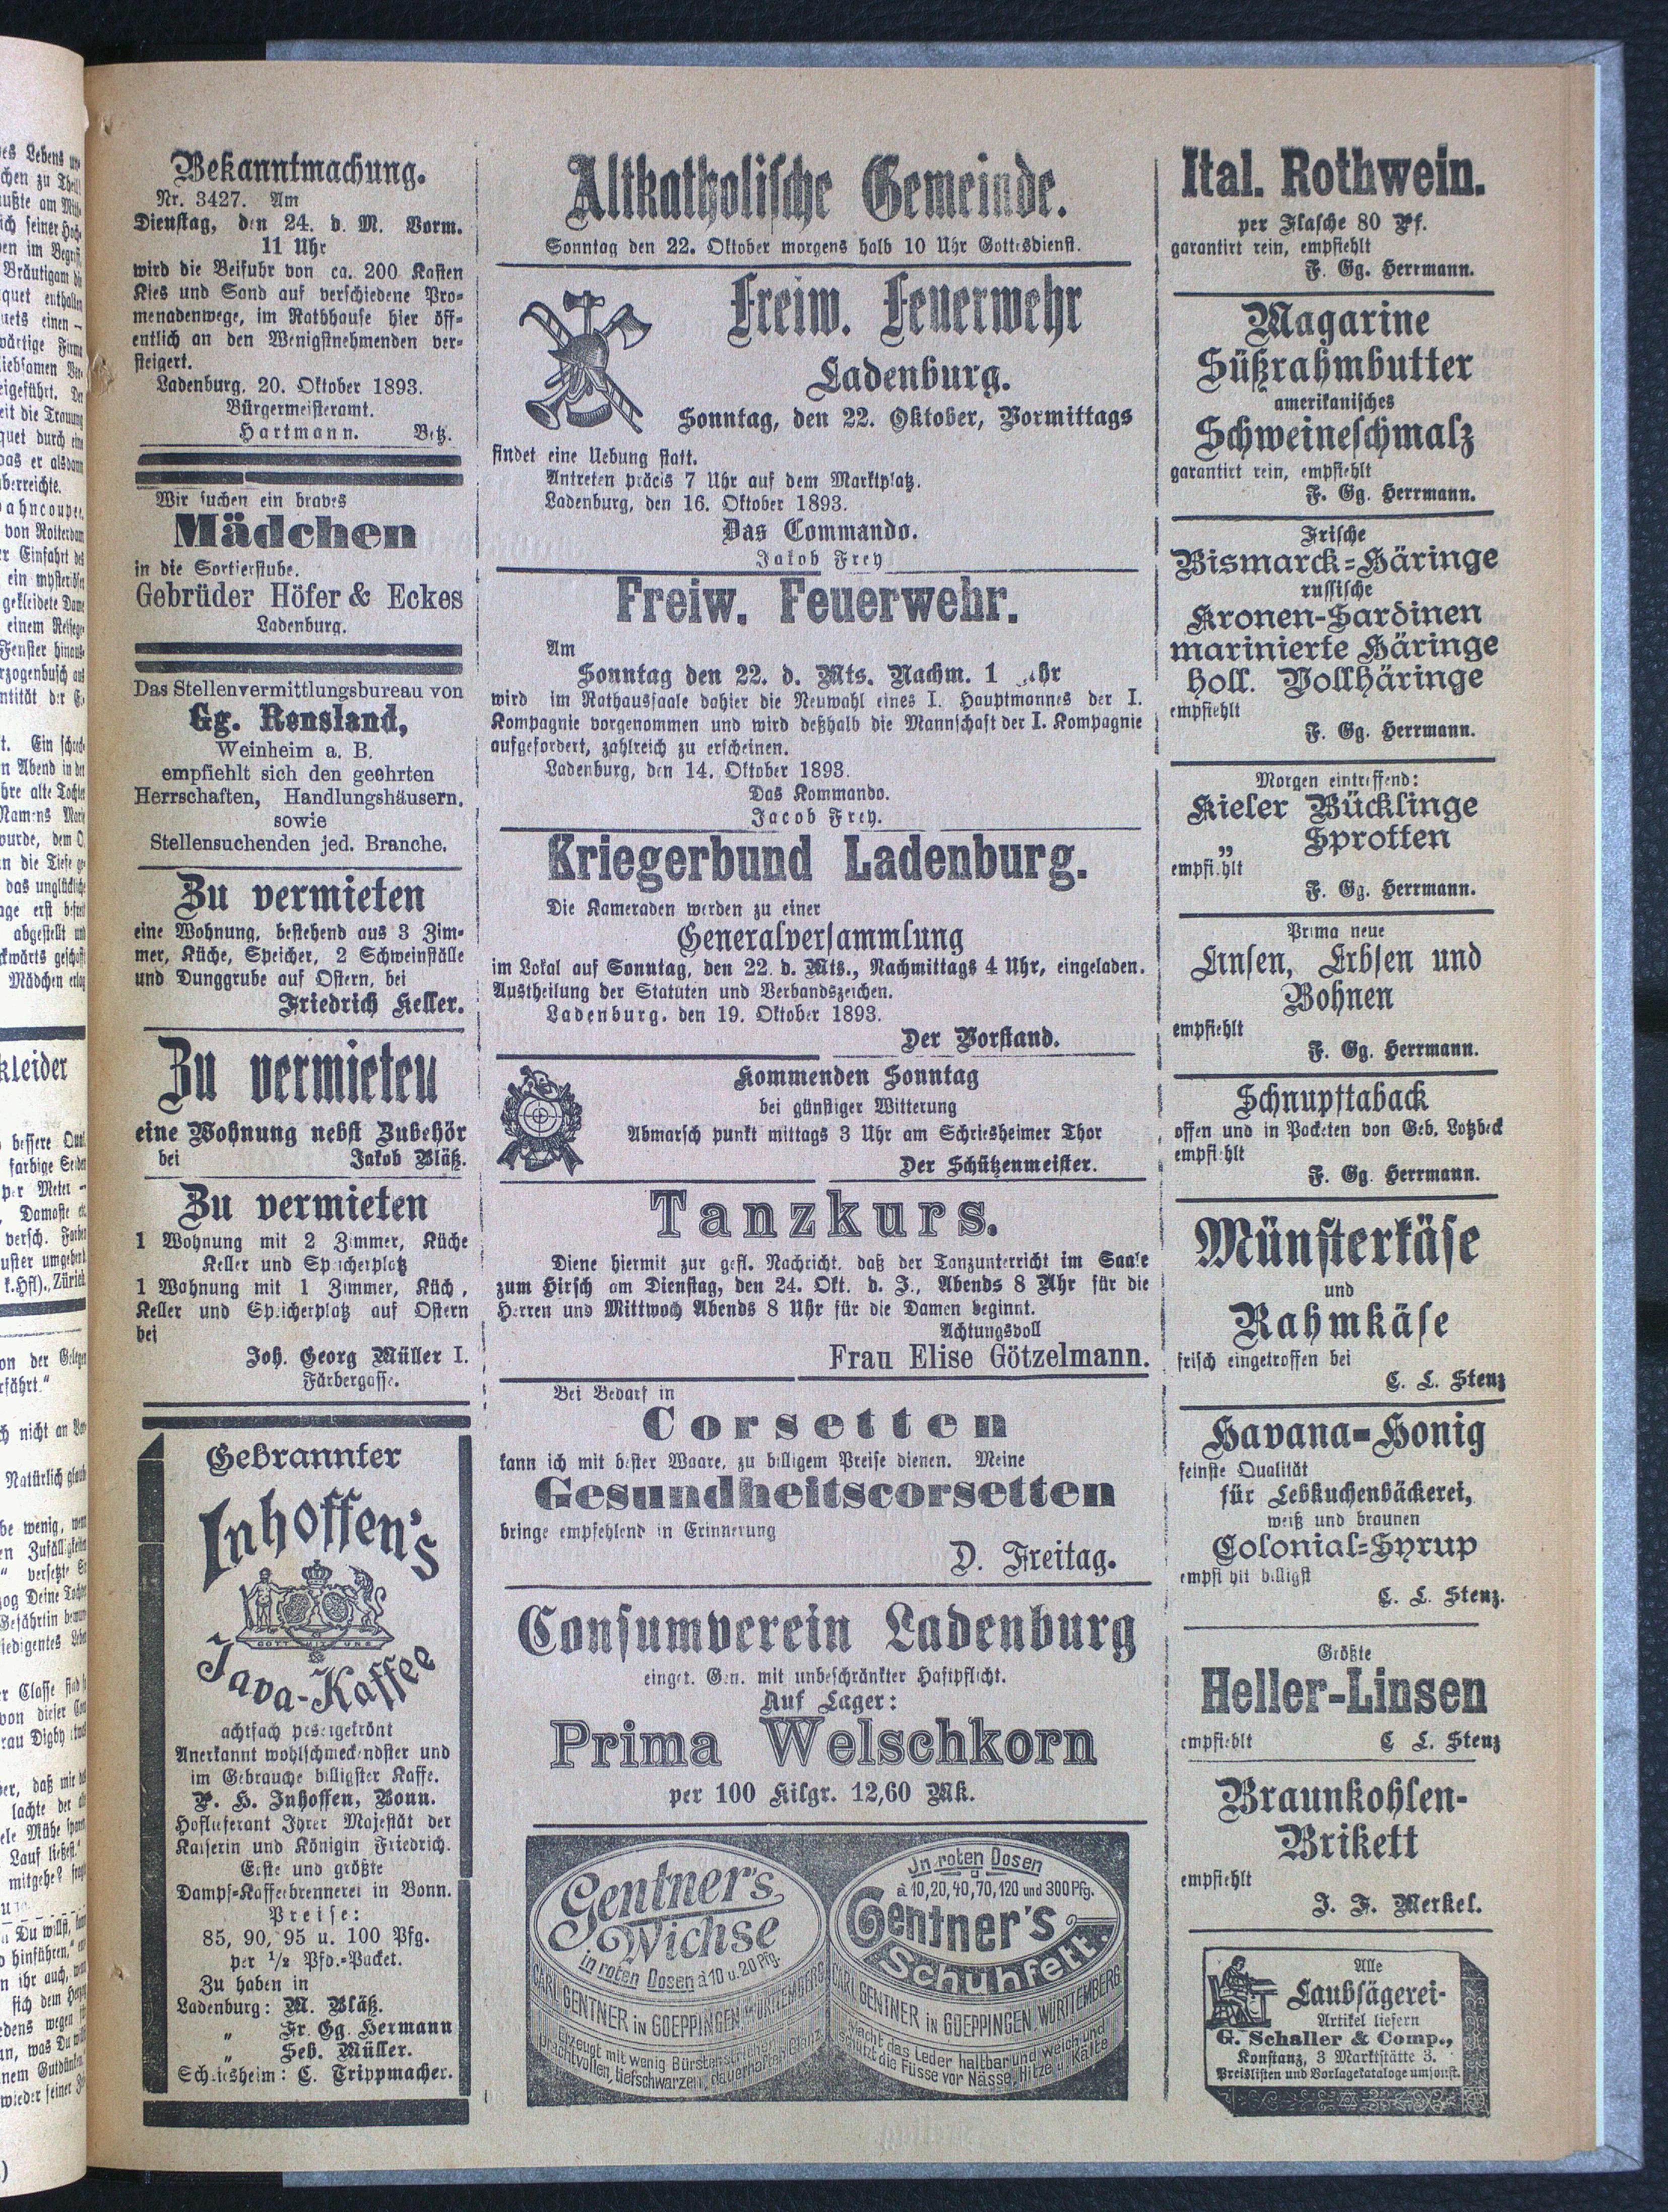 Bekanntmachung.
Nr. 3427. Am
Dienstag, den 24. d. M. Vorm.
11 Uhr
wird die Beifuhr von ca. 200 Kasten
Kies und Sand auf verschiedene Pro-
menadenwege, im Rathhause hier öff-
entlich an den Wenigstnehmenden ver-
steigert.
Ladenburg, 20. Oktober 1893.
Bürgermeisteramt.
Hartmann. Betz.
Wir suchen ein braves
Mädchen
in die Sortierstube.
Gebrüder Höfer & Eckes
Ladenburg.
Das Stellenvermittlungsbureau von
Gg. Rensland,
Weinheim a. B.
empfiehlt sich den geehrten
Herrschaften, Handlungshäusern,
sowie
Stellensuchenden jed. Branche.
Zu vermieten
eine Wohnung, bestehend aus 3 Zim-
mer, Küche, Speicher, 2 Schweinställe
und Dunggrube auf Ostern, bei
Friedrich Keller.
Zu vermieten
eine Wohnung nebst Zubehör
bei Jakob Bläß.
Zu vermieten
1 Wohnung mit 2 Zimmer, Küche
Keller und Speicherplatz
1 Wohnung mit 1 Zimmer, Küch,
Keller und Speicherplatz auf Ostern
bei
Joh. Georg Müller I.
Färbergasse.
Gebrannter
Inhoffen's
GOTT MIT UNS
Java-Kaffee
achtfach preisgekrönt
Anerkannt wohlschmeckendster und
im Gebrauche billigster Kaffe.
P. H. Inhoffen, Bonn.
Hoflieferant Ihrer Majestät der
Kaiserin und Königin Friedrich.
Erste und größte
Dampf-Kaffeebrennerei in Bonn.
Preise:
85, 90, 95 u. 100 Pfg.
per 1/2 Pfd.-Packet.
Zu haben in
Ladenburg: M. Bläß.
„ Fr. Gg. Hermann
„ Seb. Müller.
Schriesheim: C. Trippmacher.
Altkatholische Gemeinde.
Sonntag den 22. Oktober morgens halb 10 Uhr Gottesdienst.
Freiw. Feuerwehr
Ladenburg.
Sonntag, den 22. Oktober, Vormittags
findet eine Uebung statt.
Antreten präcis 7 Uhr auf dem Marktplatz.
Ladenburg, den 16. Oktober 1893.
Das Commando.
Jakob Frey
Freiw. Feuerwehr.
Am
Sonntag den 22. d. Mts. Nachm. 1 Uhr
wird im Rathaussaale dahier die Neuwahl eines I. Hauptmannes der I.
Kompagnie vorgenommen und wird deßhalb die Mannschaft der I. Kompagnie
aufgefordert, zahlreich zu erscheinen.
Ladenburg, den 14. Oktober 1893.
Das Kommando.
Jacob Frey.
Kriegerbund Ladenburg.
Die Kameraden werden zu einer
Generalversammlung
im Lokal auf Sonntag, den 22. d. Mts., Nachmittags 4 Uhr, eingeladen.
Austheilung der Statuten und Verbandszeichen.
Ladenburg, den 19. Oktober 1893.
Der Vorstand.
Kommenden Sonntag
bei günstiger Witterung
Abmarsch punkt mittags 3 Uhr am Schriesheimer Thor
Der Schützenmeister.
Tanzkurs.
Diene hiermit zur gefl. Nachricht, daß der Tanzunterricht im Saale
zum Hirsch am Dienstag, den 24. Okt. d. J., Abends 8 Uhr für die
Herren und Mittwoch Abends 8 Uhr für die Damen beginnt.
Achtungsvoll
Frau Elise Götzelmann.
Bei Bedarf in
Corsetten
kann ich mit bester Waare, zu billigem Preise dienen. Meine
Gesundheitscorsetten
bringe empfehlend in Erinnerung
D. Freitag.
Consumverein Ladenburg
einget. Gen. mit unbeschränkter Haftpflicht.
Auf Lager:
Prima Welschkorn
per 100 Kilgr. 12,60 Mk.
Gentner's
Wichse
in roten Dosen à 10 u. 20 Pfg.
CARL GENTNER in GOEPPINGEN, WÜRTTEMBERG
Erzeugt mit wenig Bürstenstrichen
prachtvollen, tiefschwarzen, dauerhaften Glanz.
In roten Dosen
à 10, 20, 40, 70, 120 und 300 Pfg.
Gentner's
Schuhfett
CARL GENTNER in GOEPPINGEN, WÜRTTEMBERG
Macht das Leder haltbar und weich und
schützt die Füsse vor Nässe, Hitze u. Kälte
Ital. Rothwein.
per Flasche 80 Pf.
garantirt rein, empfiehlt
F. Gg. Herrmann.
Magarine
Süßrahmbutter
amerikanisches
Schweineschmalz
garantirt rein, empfiehlt
F. Gg. Herrmann.
Frische
Bismarck-Häringe
russische
Kronen-Sardinen
marinierte Häringe
holl. Vollhäringe
empfiehlt
F. Gg. Herrmann.
Morgen eintreffend:
Kieler Bücklinge
„ Sprotten
empfiehlt
F. Gg. Herrmann.
Prima neue
Linsen, Erbsen und
Bohnen
empfiehlt
F. Gg. Herrmann.
Schnupftaback
offen und in Packeten von Geb. Lotzbeck
empfiehlt
F. Gg. Herrmann.
Münsterkäse
und
Rahmkäse
frisch eingetroffen bei
C. L. Stenz
Havana-Honig
feinste Qualität
für Lebkuchenbäckerei,
weiß und braunen
Colonial-Syrup
empfiehlt billigst
C. L. Stenz.
Größte
Heller-Linsen
empfiehlt C L. Stenz
Braunkohlen-
Brikett
empfiehlt
J. F. Merkel.
Alle
Laubsägerei-
Artikel liefern
G. Schaller & Comp.,
Konstanz, 3 Marktstätte 3.
Preislisten und Vorlagekataloge umsonst.